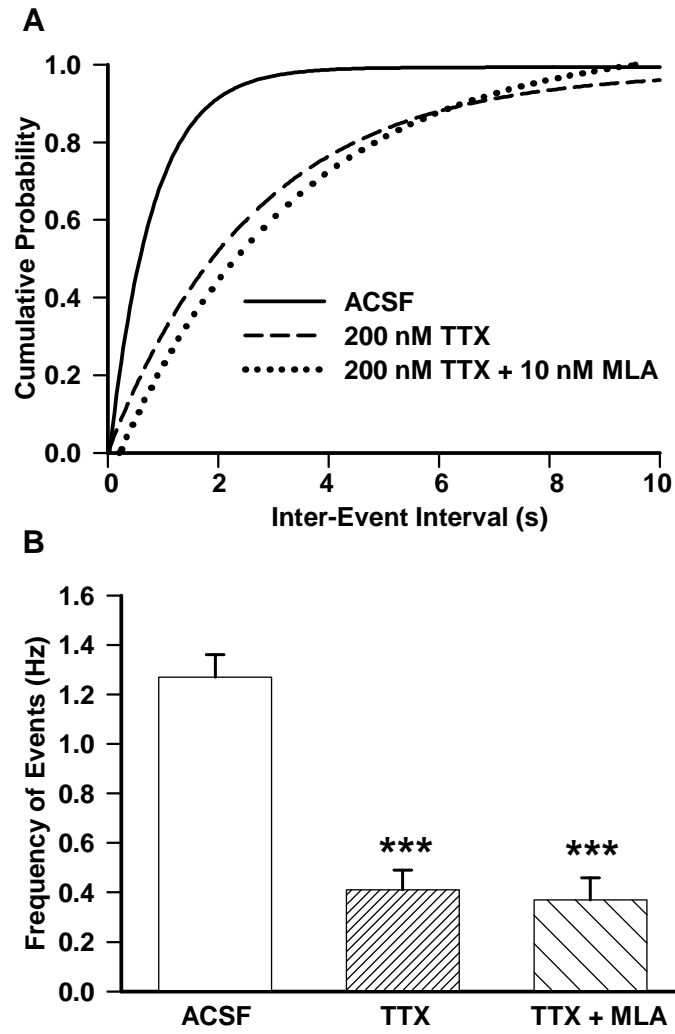 A
Cumulative Probability
1.0
0.8
0.6
0.4
0.2
0.0
ACSF
200 nM TTX
200 nM TTX + 10 nM MLA
0 2 4 6 8 10
Inter-Event Interval (s)
B
Frequency of Events (Hz)
1.6
1.4
1.2
1.0
0.8
0.6
0.4
0.2
0.0
*** ***
ACSF TTX TTX + MLA